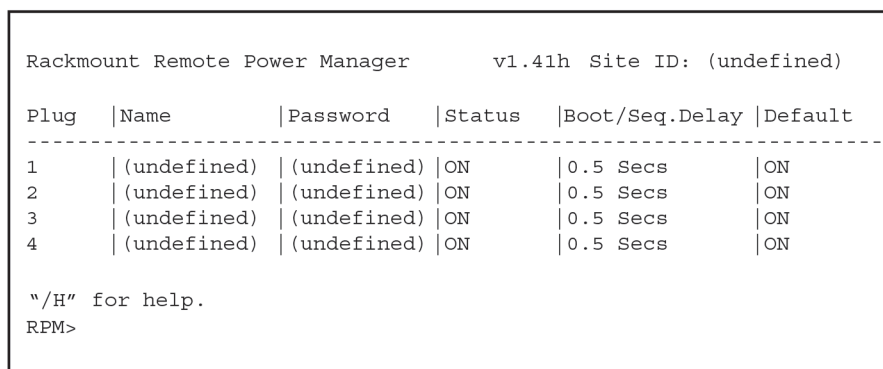 Rackmount Remote Power Manager v1.41h Site ID: (undefined)
Plug |Name |Password |Status |Boot/Seq.Delay |Default
-------------------------------------------------------------------
1 |(undefined) |(undefined)|ON |0.5 Secs |ON
2 |(undefined) |(undefined)|ON |0.5 Secs |ON
3 |(undefined) |(undefined)|ON |0.5 Secs |ON
4 |(undefined) |(undefined)|ON |0.5 Secs |ON
“/H” for help.
RPM>